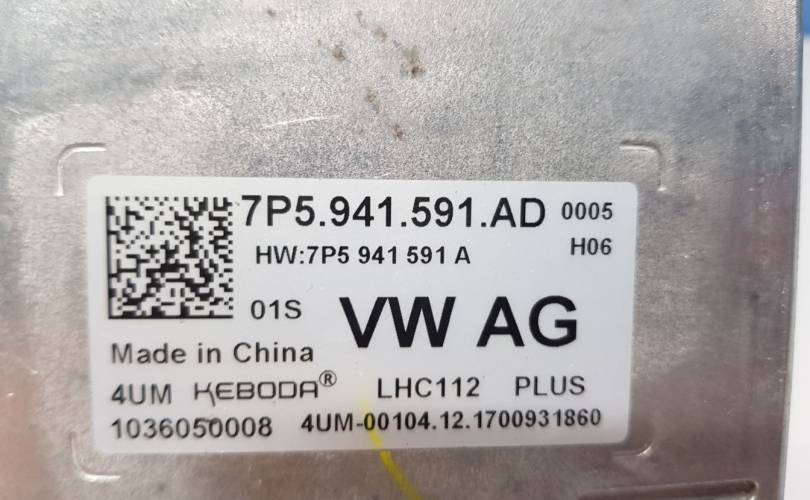 7P5.941.591.AD 0005
HW:7P5 941 591 A H06
01S VW AG
Made in China
4UM KEBODA® LHC112 PLUS
1036050008 4UM-00104.12.1700931860